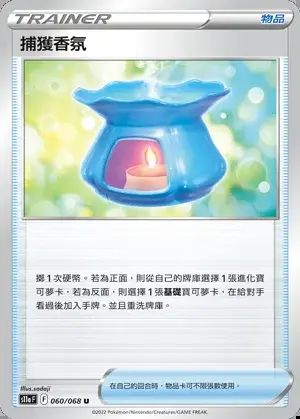 TRAINER 物品
捕獲香氛
擲1次硬幣。若為正面，則從自己的牌庫選擇1張進化寶
可夢卡，若為反面，則選擇1張基礎寶可夢卡，在給對手
看過後加入手牌。並且重洗牌庫。
Illus.sadaji
s11a F F 060/068 U
在自己的回合時，物品卡可不限張數使用。
©2022 Pokémon/Nintendo/Creatures/GAME FREAK.